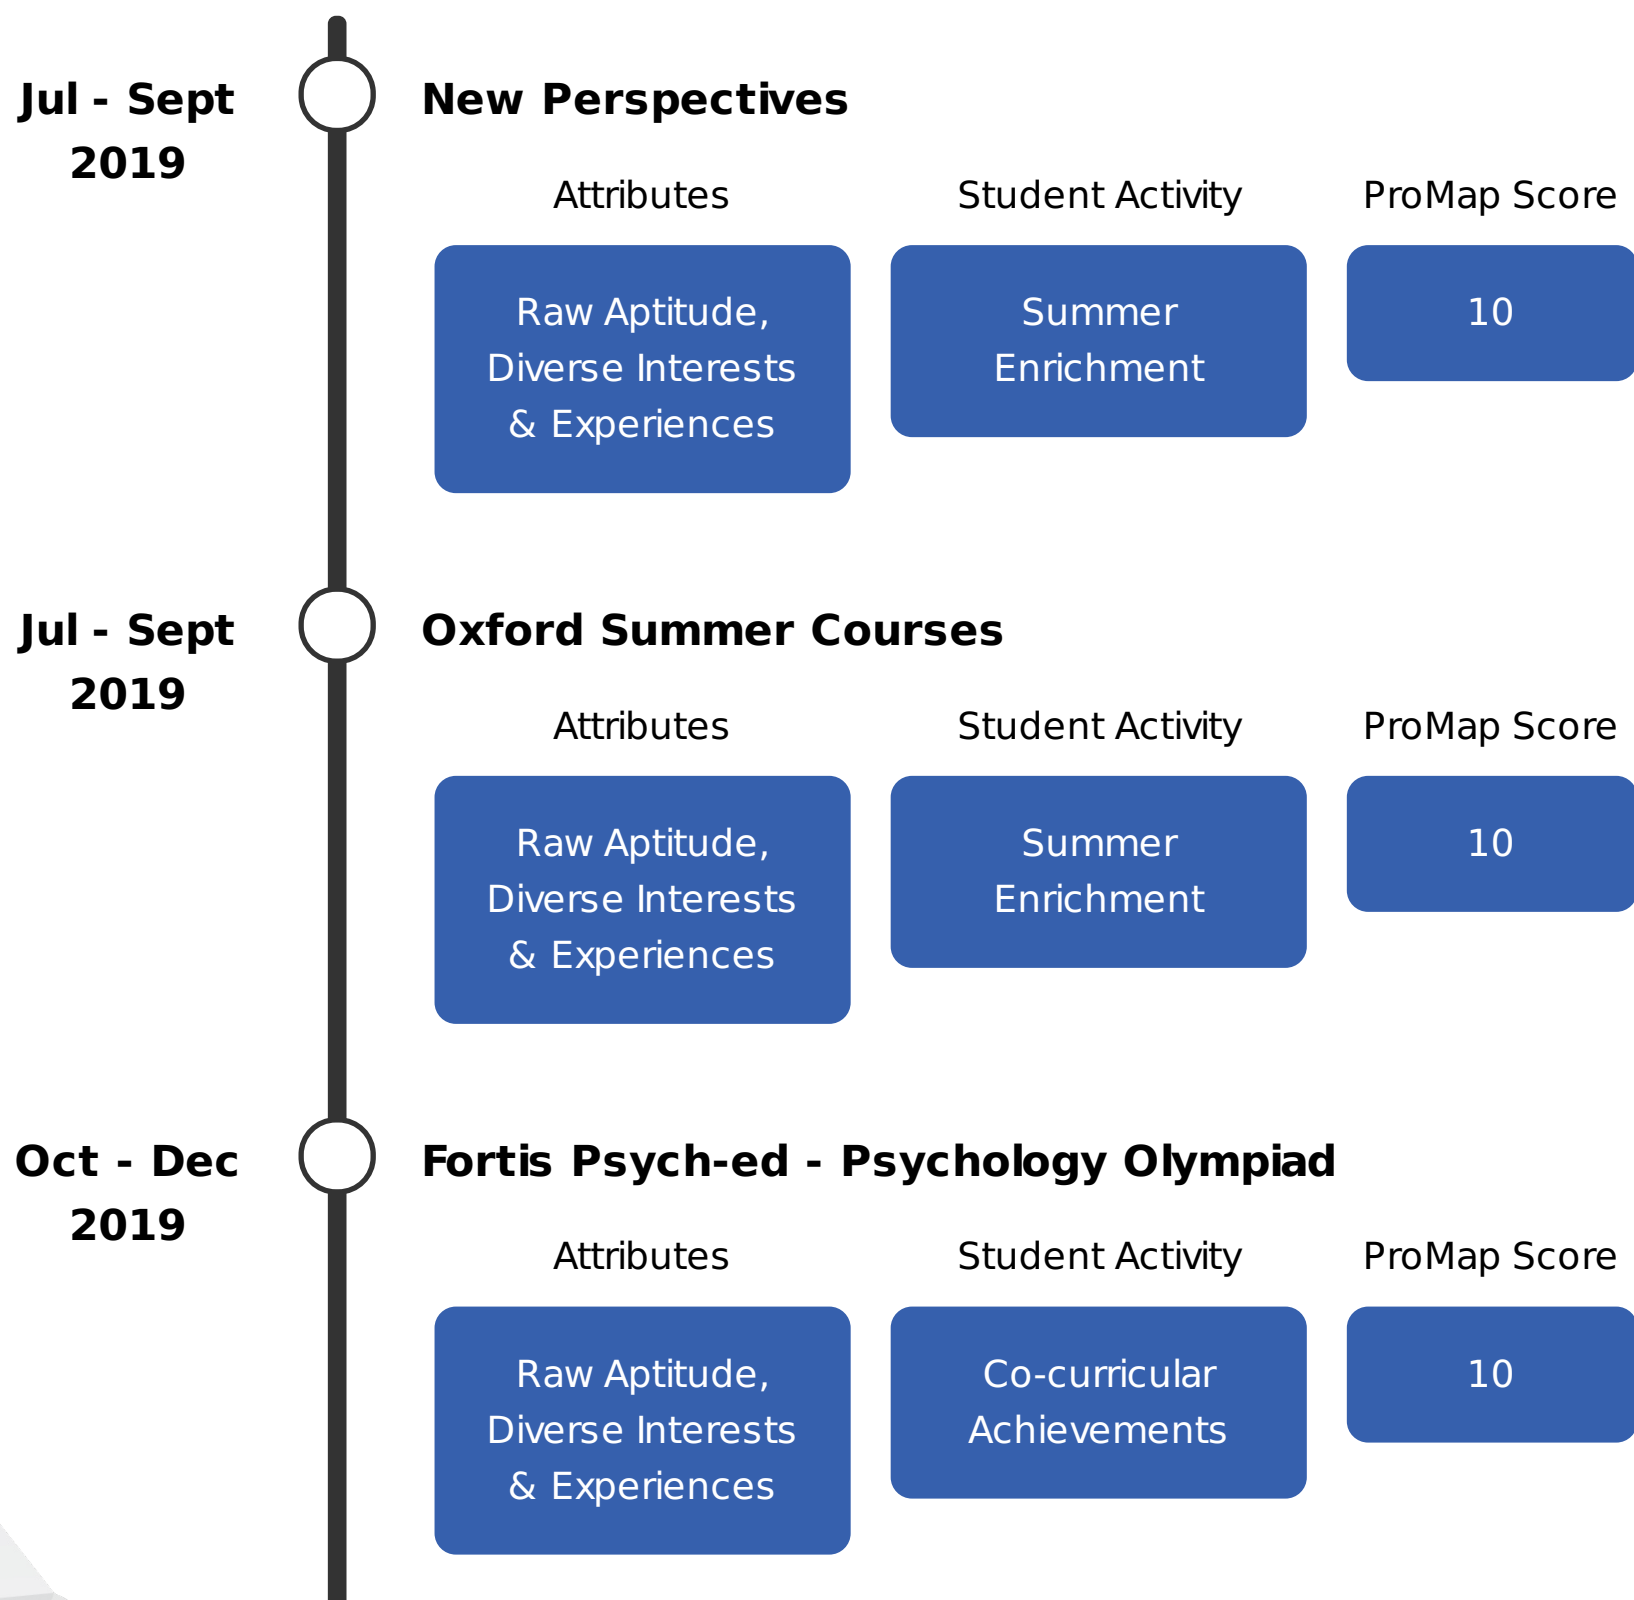 Jul - Sept
2019
New Perspectives
Attributes
Student Activity
ProMap Score
Raw Aptitude,
Diverse Interests
& Experiences
Summer
Enrichment
10
Jul - Sept
2019
Oxford Summer Courses
Attributes
Student Activity
ProMap Score
Raw Aptitude,
Diverse Interests
& Experiences
Summer
Enrichment
10
Oct - Dec
2019
Fortis Psych-ed - Psychology Olympiad
Attributes
Student Activity
ProMap Score
Raw Aptitude,
Diverse Interests
& Experiences
Co-curricular
Achievements
10